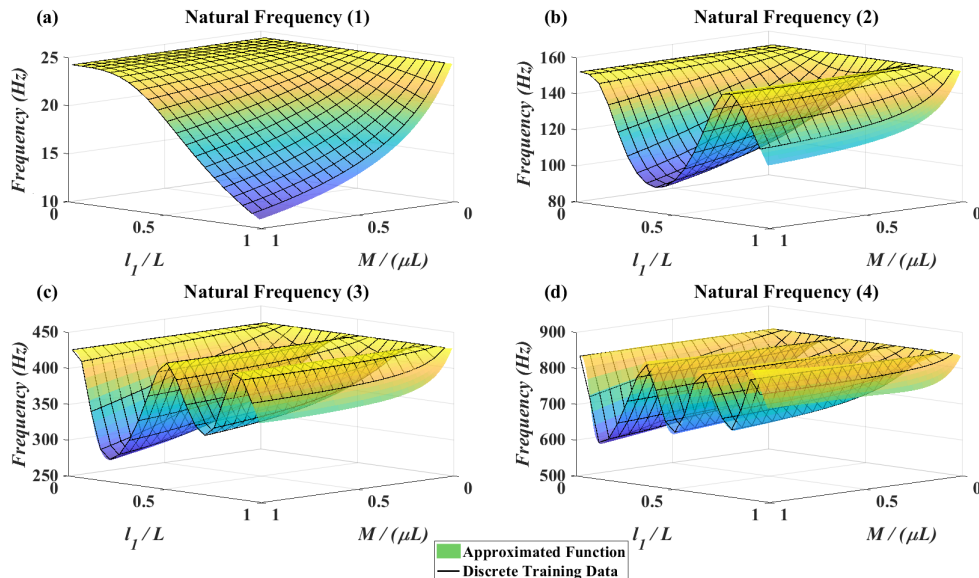 (a) Natural Frequency (1)
Frequency (Hz)
25
20
15
10
0
0.5
1
l1 / L
1
0.5
0
M / (μL)
(b) Natural Frequency (2)
Frequency (Hz)
160
140
120
100
80
0
0.5
1
l1 / L
1
0.5
0
M / (μL)
(c) Natural Frequency (3)
Frequency (Hz)
450
400
350
300
250
0
0.5
1
l1 / L
1
0.5
0
M / (μL)
(d) Natural Frequency (4)
Frequency (Hz)
900
800
700
600
500
0
0.5
1
l1 / L
1
0.5
0
M / (μL)
Approximated Function
Discrete Training Data